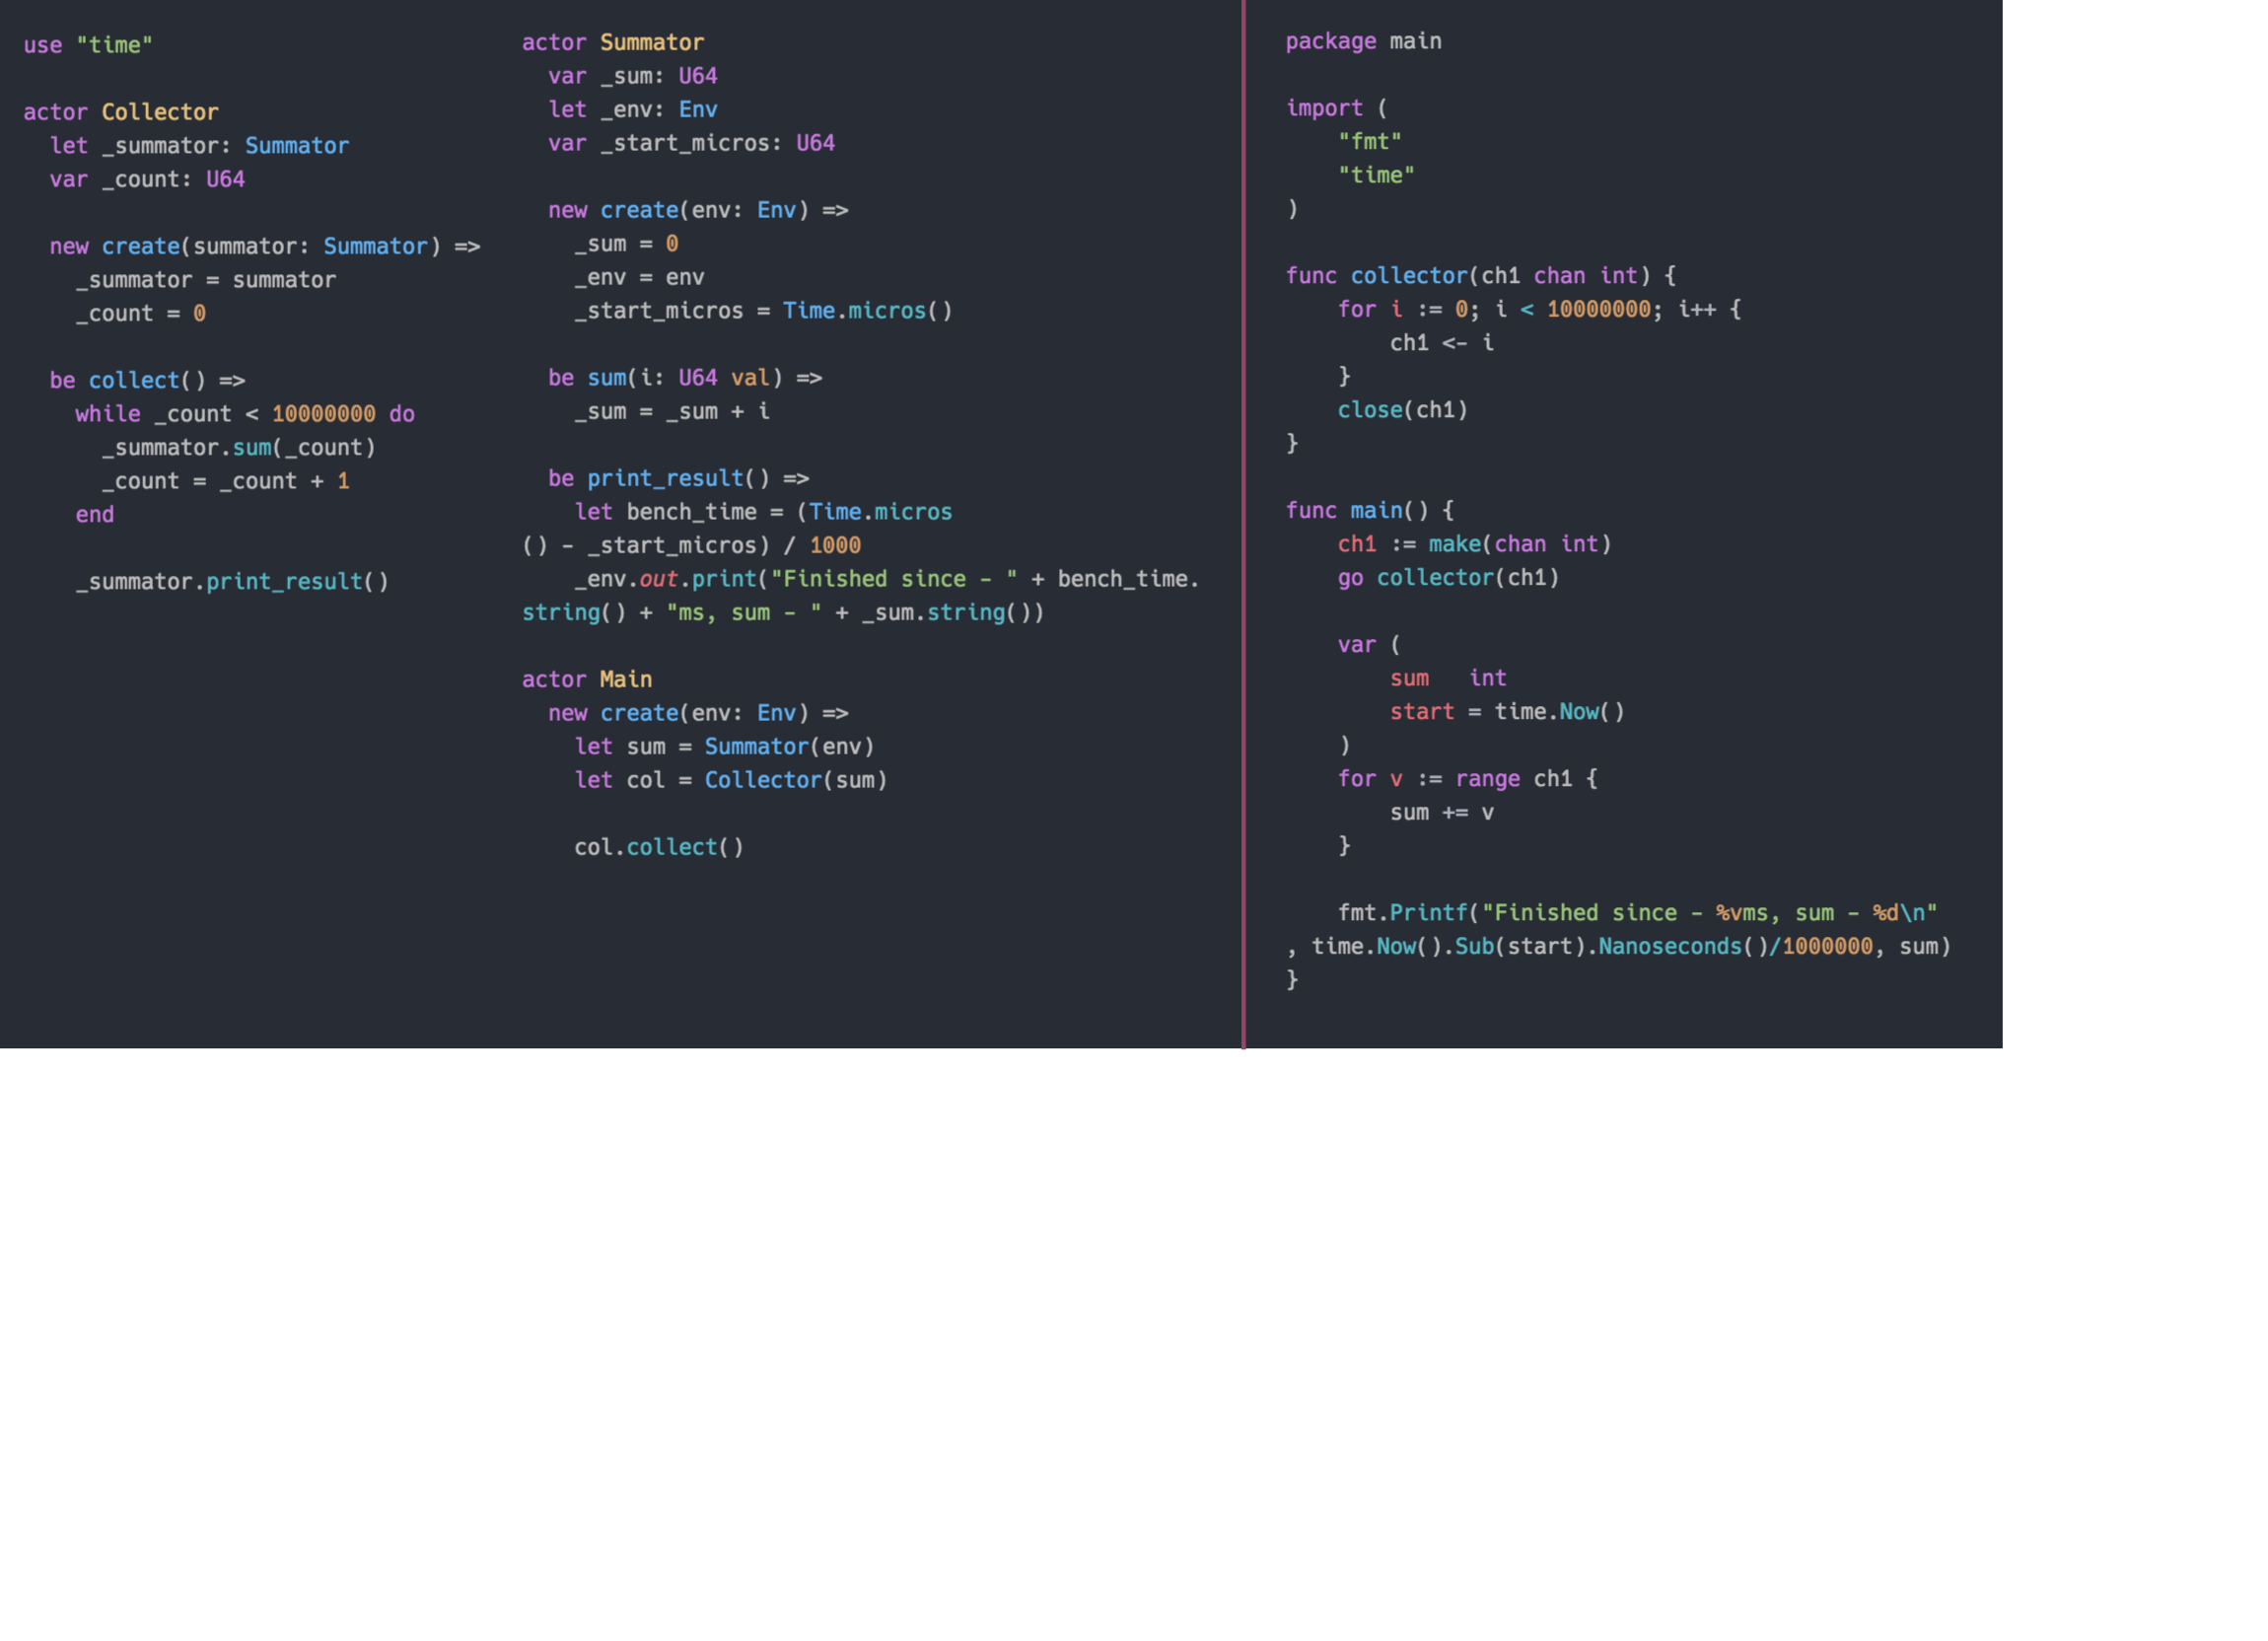 use "time"

actor Collector
  let _summator: Summator
  var _count: U64

  new create(summator: Summator) =>
    _summator = summator
    _count = 0

  be collect() =>
    while _count < 10000000 do
      _summator.sum(_count)
      _count = _count + 1
    end

    _summator.print_result()

actor Summator
  var _sum: U64
  let _env: Env
  var _start_micros: U64

  new create(env: Env) =>
    _sum = 0
    _env = env
    _start_micros = Time.micros()

  be sum(i: U64 val) =>
    _sum = _sum + i

  be print_result() =>
    let bench_time = (Time.micros
() - _start_micros) / 1000
    _env.out.print("Finished since - " + bench_time.
string() + "ms, sum - " + _sum.string())

actor Main
  new create(env: Env) =>
    let sum = Summator(env)
    let col = Collector(sum)

    col.collect()

package main

import (
    "fmt"
    "time"
)

func collector(ch1 chan int) {
    for i := 0; i < 10000000; i++ {
        ch1 <- i
    }
    close(ch1)
}

func main() {
    ch1 := make(chan int)
    go collector(ch1)

    var (
        sum   int
        start = time.Now()
    )
    for v := range ch1 {
        sum += v
    }

    fmt.Printf("Finished since - %vms, sum - %d\n"
, time.Now().Sub(start).Nanoseconds()/1000000, sum)
}